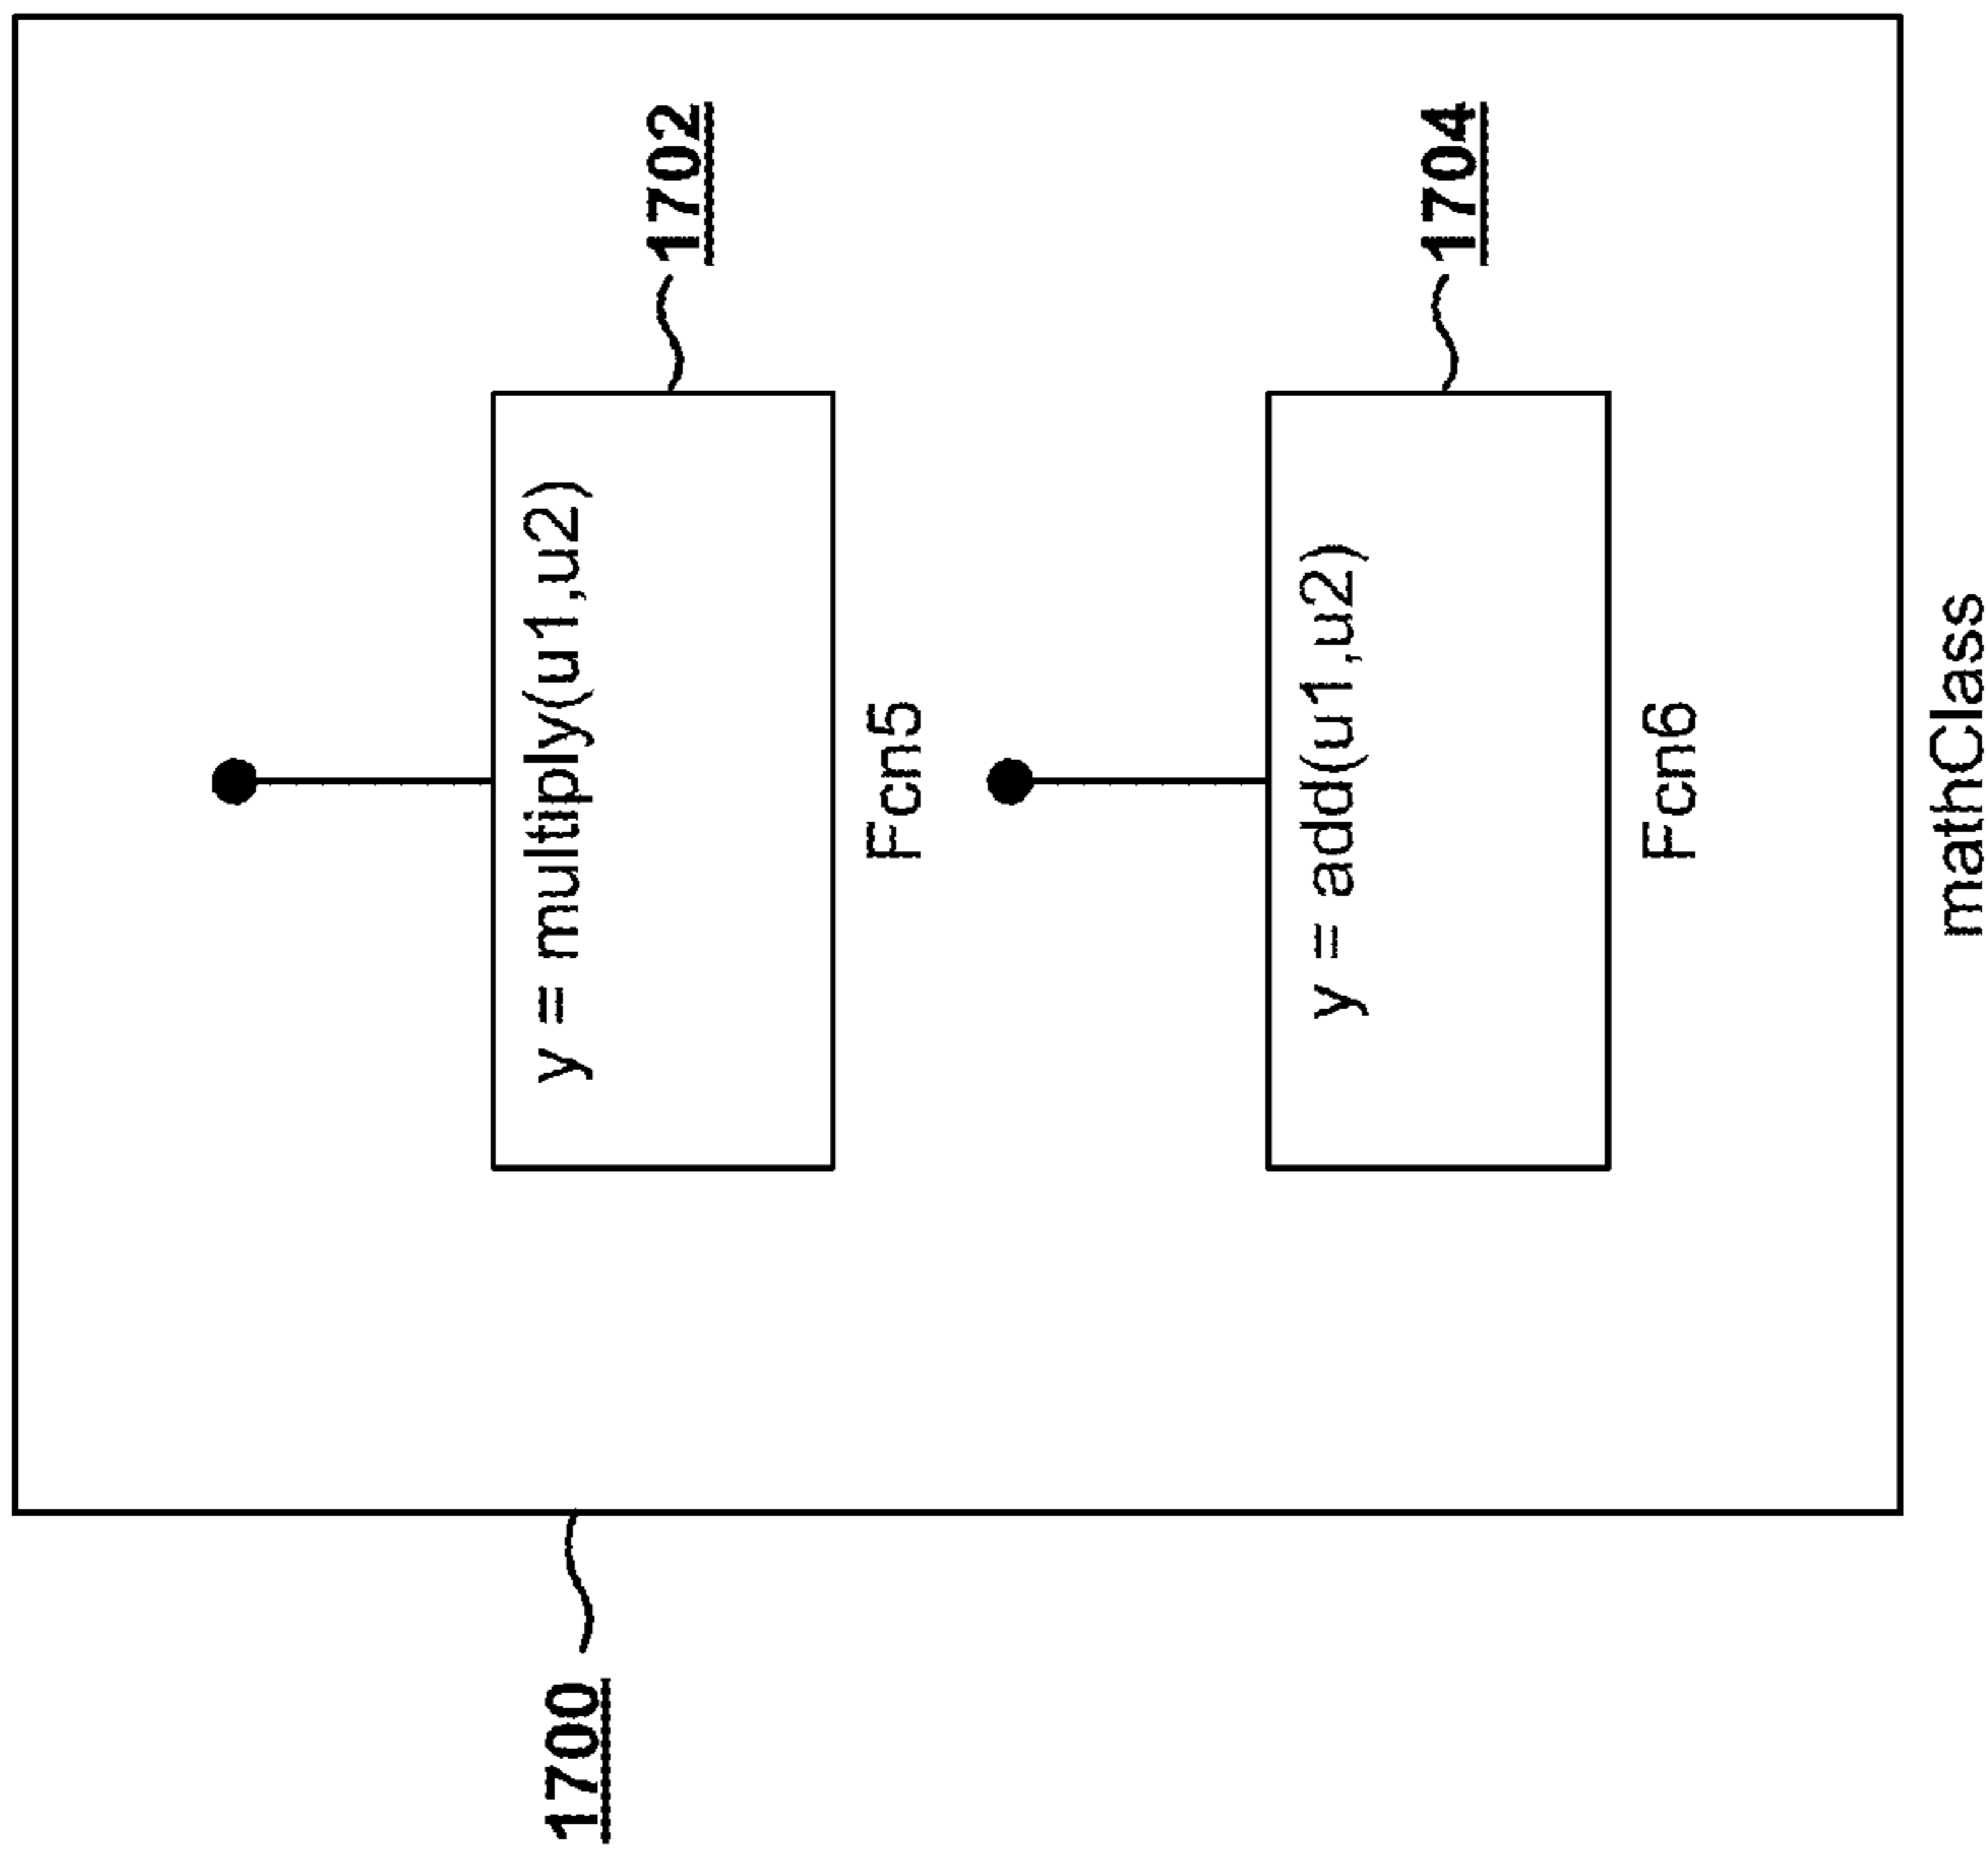 1700
1702
y = multiply(u1,u2)
Fcn5
1704
y = add(u1,u2)
Fcn6
mathClass